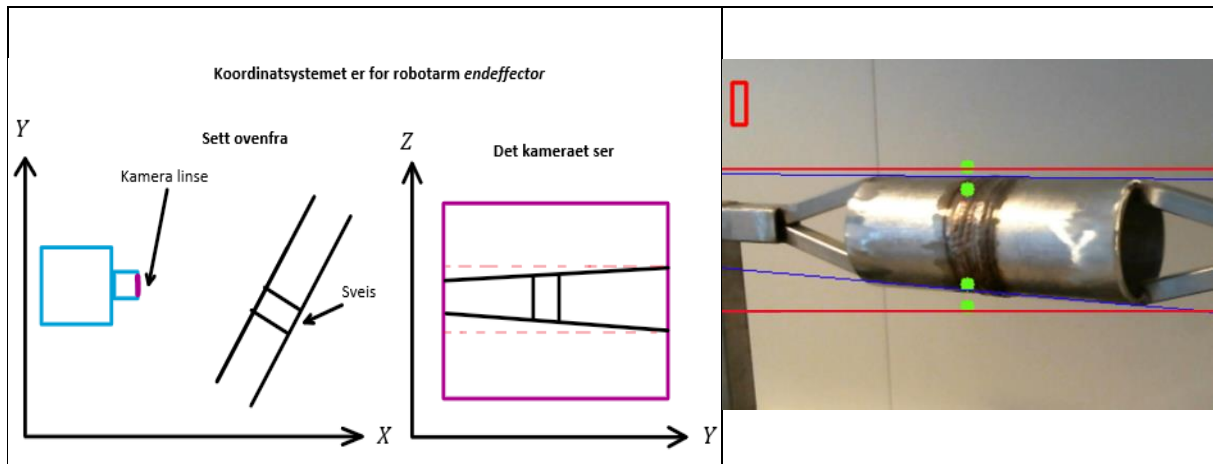 Koordinatsystemet er for robotarm endeffector
Y
Sett ovenfra
Kamera linse
Sveis
X
Z
Det kameraet ser
Y